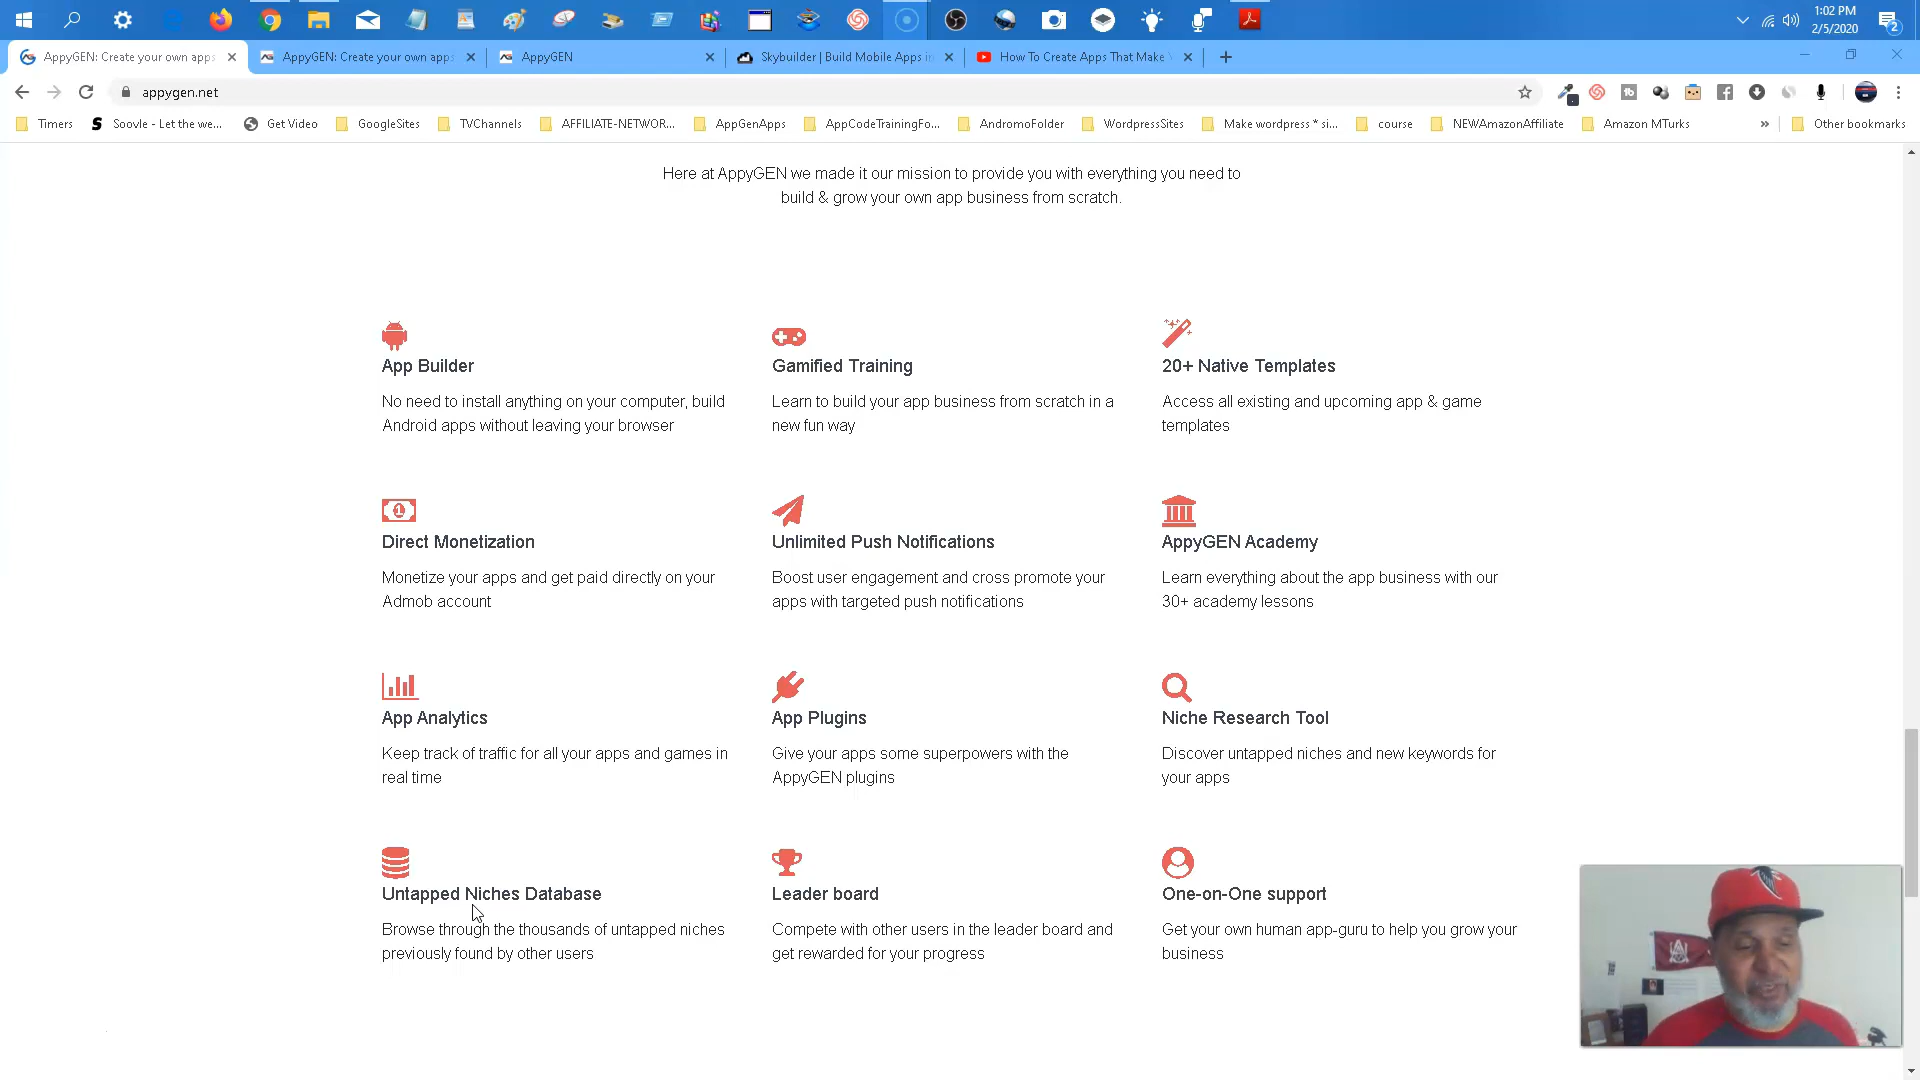 1:02 PM
2/5/2020
2
AppyGEN: Create your own apps
AppyGEN: Create your own apps
AppyGEN
Skybuilder | Build Mobile Apps in
How To Create Apps That Make
appygen.net
Timers
Soovle - Let the we...
Get Video
GoogleSites
TVChannels
AFFILIATE-NETWOR...
AppGenApps
AppCodeTrainingFo...
AndromoFolder
WordpressSites
Make wordpress * si...
course
NEWAmazonAffiliate
Amazon MTurks
»
Other bookmarks
Here at AppyGEN we made it our mission to provide you with everything you need to
build & grow your own app business from scratch.
App Builder
No need to install anything on your computer, build
Android apps without leaving your browser
Gamified Training
Learn to build your app business from scratch in a
new fun way
20+ Native Templates
Access all existing and upcoming app & game
templates
Direct Monetization
Monetize your apps and get paid directly on your
Admob account
Unlimited Push Notifications
Boost user engagement and cross promote your
apps with targeted push notifications
AppyGEN Academy
Learn everything about the app business with our
30+ academy lessons
App Analytics
Keep track of traffic for all your apps and games in
real time
App Plugins
Give your apps some superpowers with the
AppyGEN plugins
Niche Research Tool
Discover untapped niches and new keywords for
your apps
Untapped Niches Database
Browse through the thousands of untapped niches
previously found by other users
Leader board
Compete with other users in the leader board and
get rewarded for your progress
One-on-One support
Get your own human app-guru to help you grow your
business